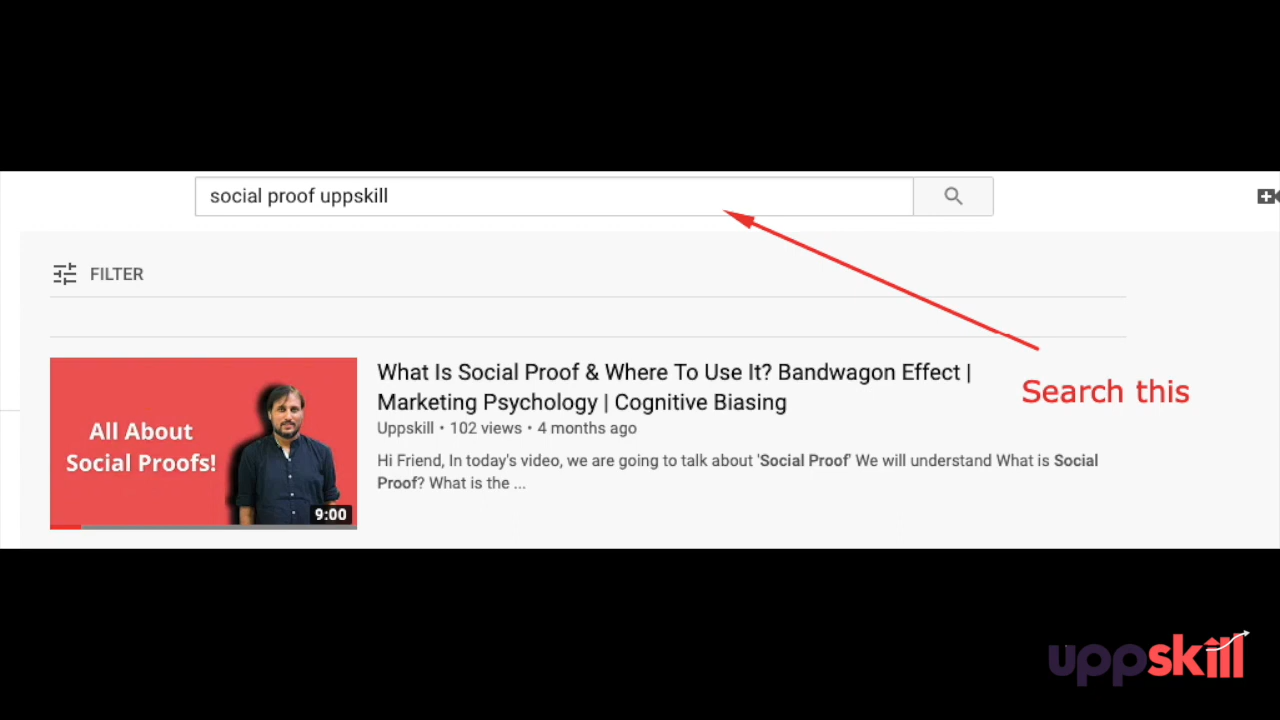 social proof uppskill
FILTER
What Is Social Proof & Where To Use It? Bandwagon Effect |
Marketing Psychology | Cognitive Biasing
Uppskill • 102 views • 4 months ago
Hi Friend, In today's video, we are going to talk about 'Social Proof' We will understand What is Social
Proof? What is the ...
All About
Social Proofs!
9:00
Search this
uppskill